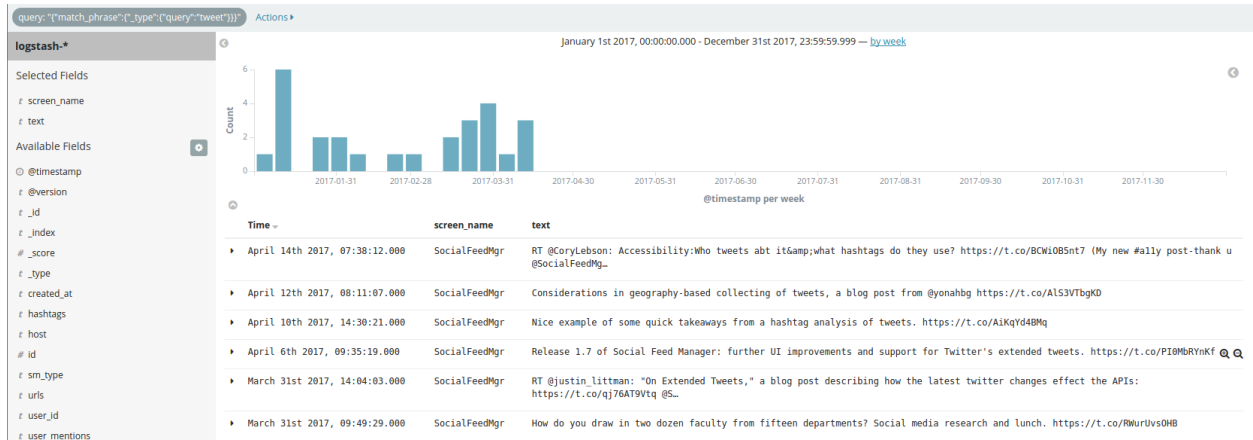 query: "{"match_phrase":{"_type":{"query":"tweet"}}}"
Actions
logstash-*
Selected Fields
t screen_name
t text
Available Fields
@timestamp
t @version
t _id
t _index
# _score
t _type
t created_at
t hashtags
t host
# id
t sm_type
t urls
t user_id
t user_mentions
January 1st 2017, 00:00:00.000 - December 31st 2017, 23:59:59.999 — by week
Count
6
4
2
0
2017-01-31 2017-02-28 2017-03-31 2017-04-30 2017-05-31 2017-06-30 2017-07-31 2017-08-31 2017-09-30 2017-10-31 2017-11-30
@timestamp per week
Time screen_name text
April 14th 2017, 07:38:12.000 SocialFeedMgr RT @CoryLebson: Accessibility:Who tweets abt it&amp;what hashtags do they use? https://t.co/BCWiOB5nt7 (My new #a11y post-thank u
@SocialFeedMg…
April 12th 2017, 08:11:07.000 SocialFeedMgr Considerations in geography-based collecting of tweets, a blog post from @yonahbg https://t.co/AlS3VTbgKD
April 10th 2017, 14:30:21.000 SocialFeedMgr Nice example of some quick takeaways from a hashtag analysis of tweets. https://t.co/AiKqYd4BMq
April 6th 2017, 09:35:19.000 SocialFeedMgr Release 1.7 of Social Feed Manager: further UI improvements and support for Twitter's extended tweets. https://t.co/PI0MbRYnKf
March 31st 2017, 14:04:03.000 SocialFeedMgr RT @justin_littman: "On Extended Tweets," a blog post describing how the latest twitter changes effect the APIs:
https://t.co/qj76AT9Vtq @S…
March 31st 2017, 09:49:29.000 SocialFeedMgr How do you draw in two dozen faculty from fifteen departments? Social media research and lunch. https://t.co/RWurUvsOHB